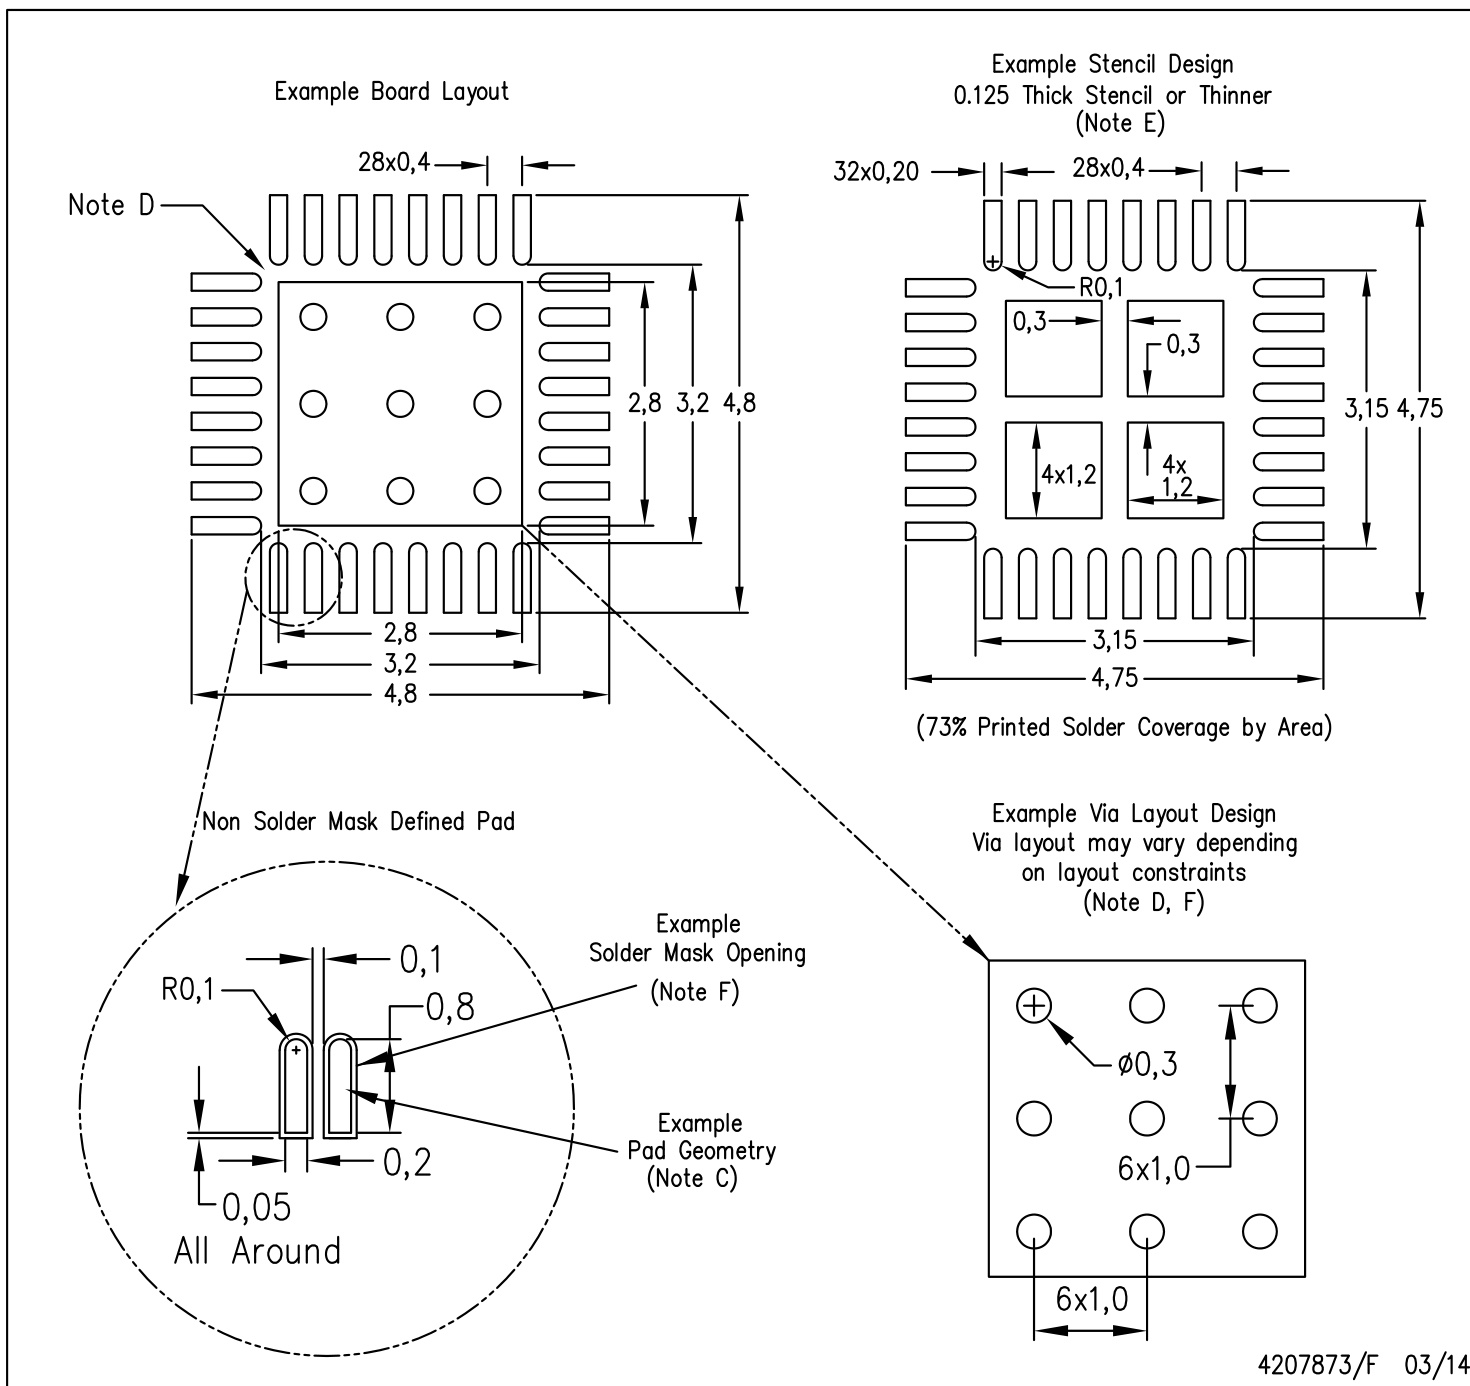 Example Board Layout
28x0,4
Note D
2,8 3,2 4,8
2,8
3,2
4,8
Example Stencil Design
0.125 Thick Stencil or Thinner
(Note E)
32x0,20
28x0,4
R0,1
0,3
0,3
4x1,2
4x
1,2
3,15 4,75
3,15
4,75
(73% Printed Solder Coverage by Area)
Non Solder Mask Defined Pad
0,1
R0,1
0,8
0,2
0,05
All Around
Example
Solder Mask Opening
(Note F)
Example
Pad Geometry
(Note C)
Example Via Layout Design
Via layout may vary depending
on layout constraints
(Note D, F)
ø0,3
6x1,0
6x1,0
4207873/F 03/14